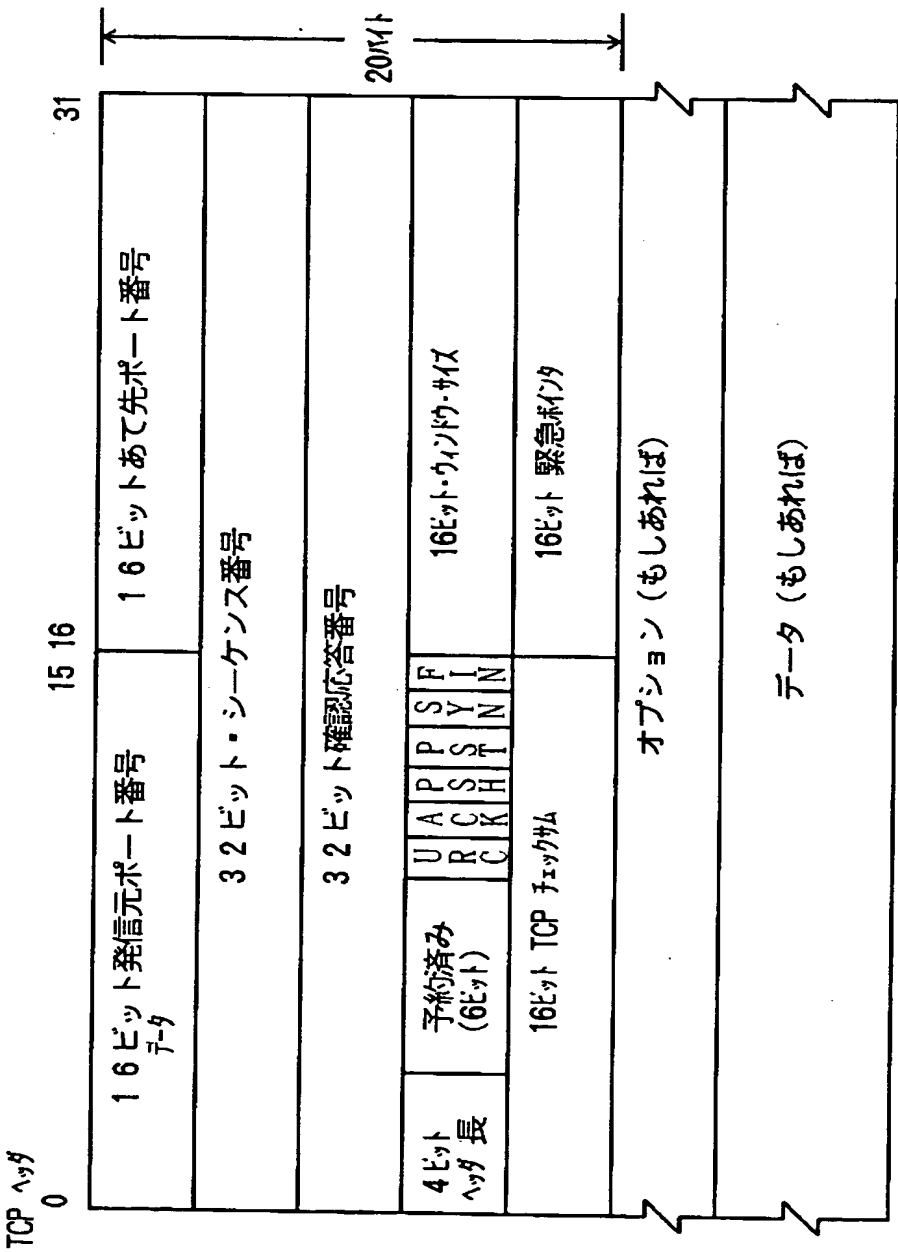 TCP ヘッダ
0
15 16
31
16ビット発信元ポート番号
データ
16ビットあて先ポート番号
32ビット・シーケンス番号
32ビット確認応答番号
4ビット
ヘッダ 長
予約済み
(6ビット)
URC
ACK
PSH
PST
SYN
FIN
16ビット・ウィンドウ・サイズ
16ビット TCP チェックサム
16ビット 緊急ポインタ
オプション (もしあれば)
データ (もしあれば)
20バイト